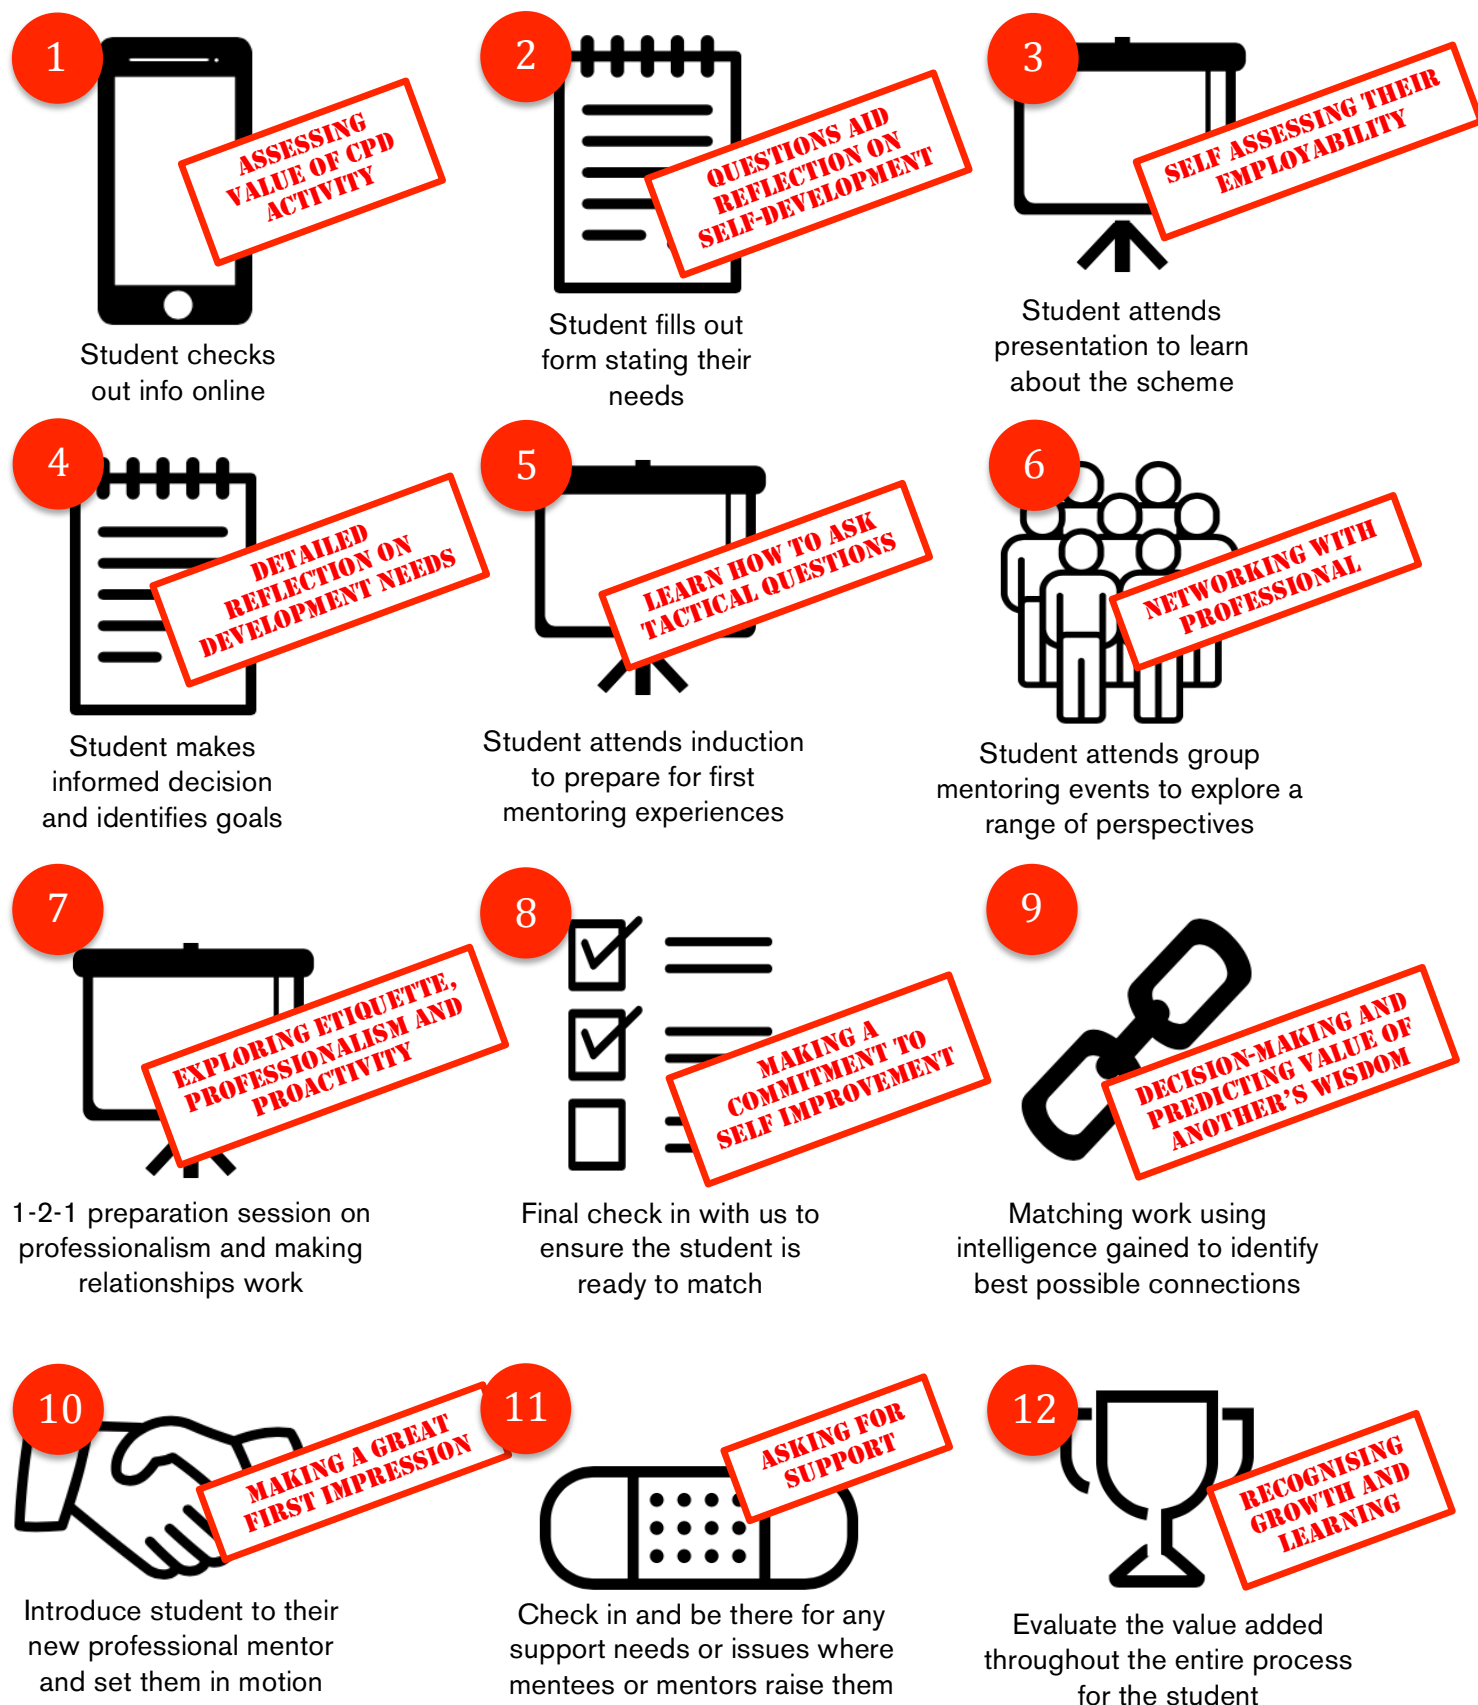 1
ASSESSING
VALUE OF CPD
ACTIVITY
Student checks
out info online
2
QUESTIONS AID
REFLECTION ON
SELF-DEVELOPMENT
Student fills out
form stating their
needs
3
SELF ASSESSING THEIR
EMPLOYABILITY
Student attends
presentation to learn
about the scheme
4
DETAILED
REFLECTION ON
DEVELOPMENT NEEDS
Student makes
informed decision
and identifies goals
5
LEARN HOW TO ASK
TACTICAL QUESTIONS
Student attends induction
to prepare for first
mentoring experiences
6
NETWORKING WITH
PROFESSIONAL
Student attends group
mentoring events to explore a
range of perspectives
7
EXPLORING ETIQUETTE,
PROFESSIONALISM AND
PROACTIVITY
1-2-1 preparation session on
professionalism and making
relationships work
8
MAKING A
COMMITMENT TO
SELF IMPROVEMENT
Final check in with us to
ensure the student is
ready to match
9
DECISION-MAKING AND
PREDICTING VALUE OF
ANOTHER'S WISDOM
Matching work using
intelligence gained to identify
best possible connections
10
MAKING A GREAT
FIRST IMPRESSION
Introduce student to their
new professional mentor
and set them in motion
11
ASKING FOR
SUPPORT
Check in and be there for any
support needs or issues where
mentees or mentors raise them
12
RECOGNISING
GROWTH AND
LEARNING
Evaluate the value added
throughout the entire process
for the student